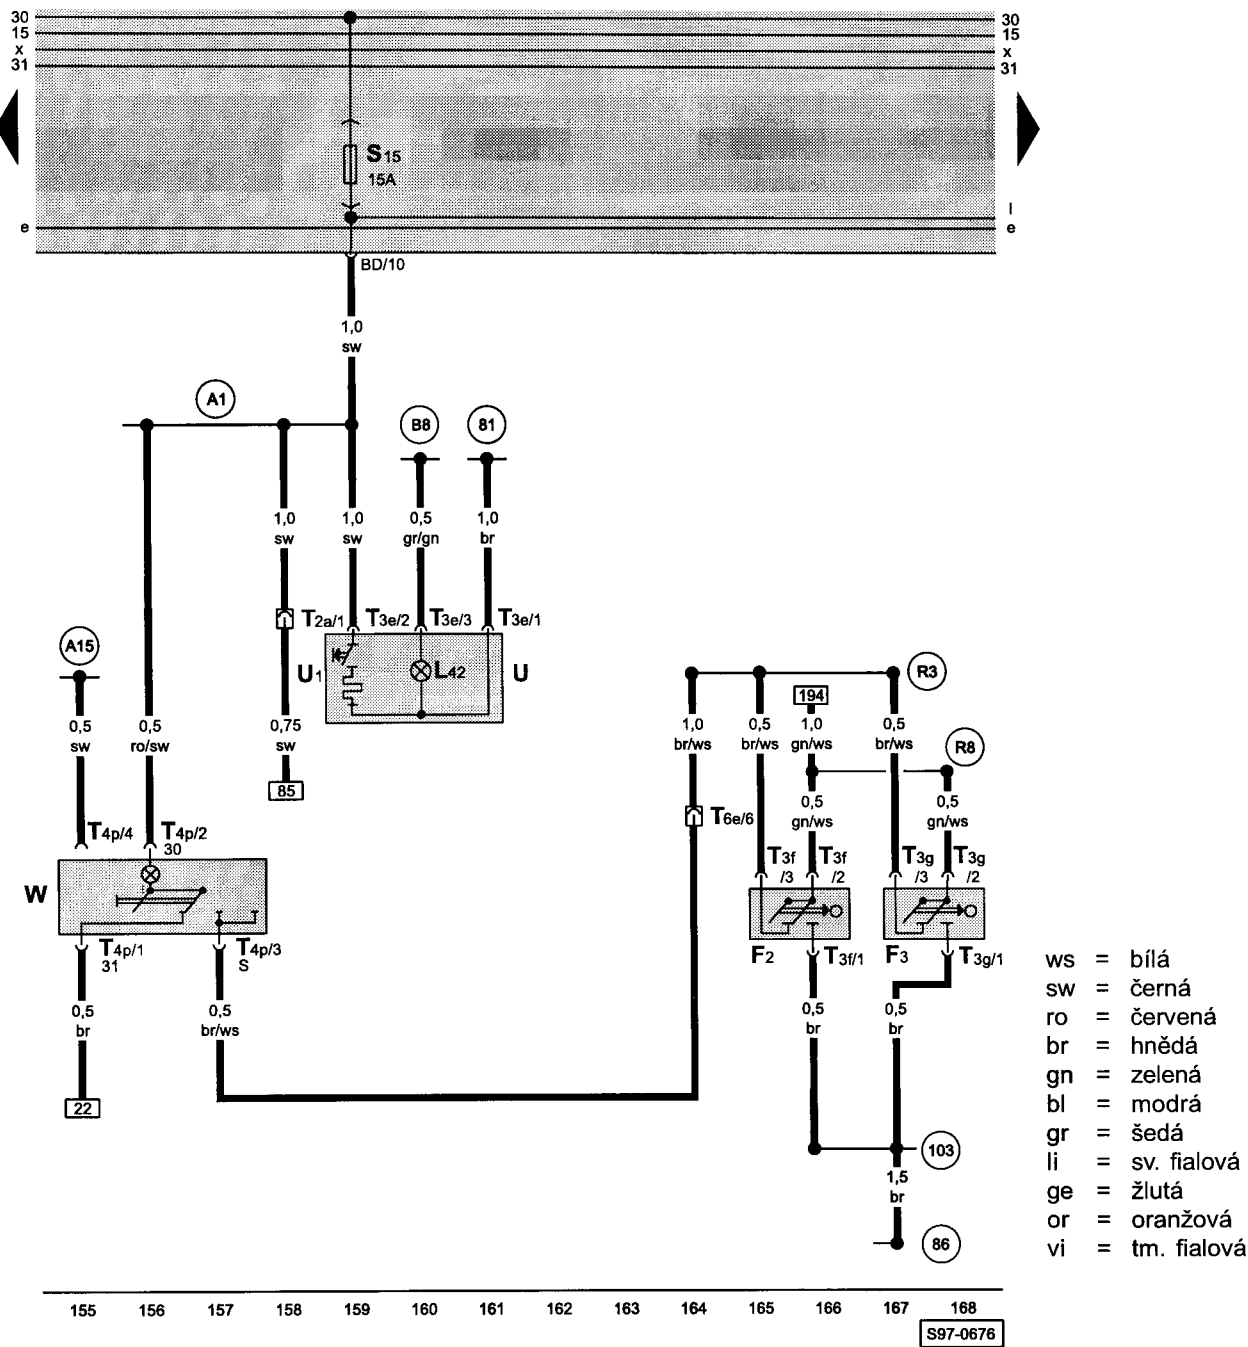 30 30
15 15
x x
31 31
S15
15A
l
e e
BD/10
1,0
sw
A1 B8 81
1,0 1,0 0,5 1,0
sw sw gr/gn br
T2a/1 T3e/2 T3e/3 T3e/1
A15
U1 L42 U
R3
194
0,5 0,5 0,75 1,0 0,5 1,0 0,5
sw ro/sw sw br/ws br/ws gn/ws br/ws
R8
85
0,5 0,5
gn/ws gn/ws
T6e/6
T4p/4 T4p/2
30
T3f T3f T3g T3g
/3 /2 /3 /2
W
T4p/1 T4p/3
31 S
F2 T3f/1 F3 T3g/1
0,5 0,5 0,5 0,5
br br/ws br br
22
103
1,5
br
86
ws = bílá
sw = černá
ro = červená
br = hnědá
gn = zelená
bl = modrá
gr = šedá
li = sv. fialová
ge = žlutá
or = oranžová
vi = tm. fialová
155 156 157 158 159 160 161 162 163 164 165 166 167 168
S97-0676